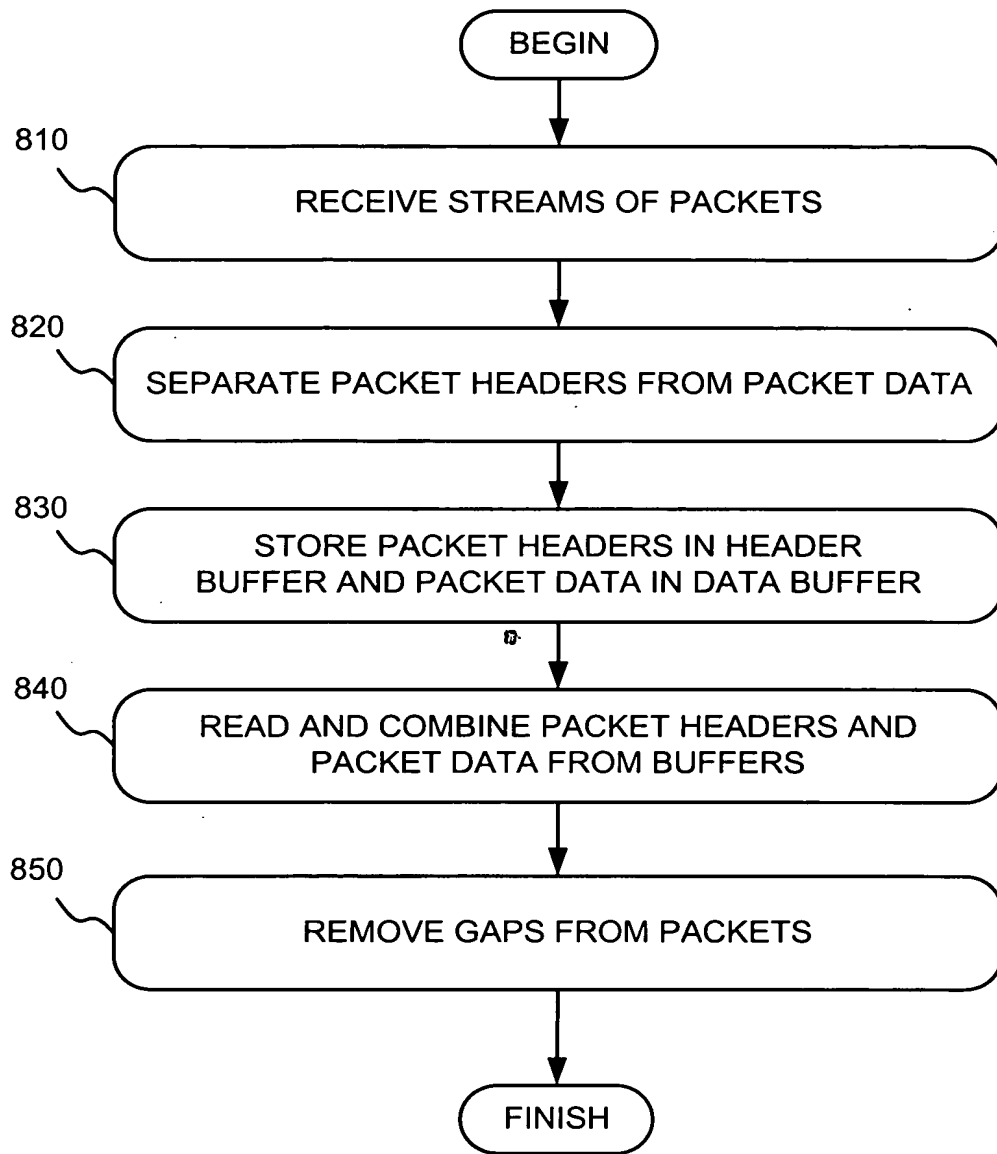 BEGIN
810
RECEIVE STREAMS OF PACKETS
820
SEPARATE PACKET HEADERS FROM PACKET DATA
830
STORE PACKET HEADERS IN HEADER
BUFFER AND PACKET DATA IN DATA BUFFER
840
READ AND COMBINE PACKET HEADERS AND
PACKET DATA FROM BUFFERS
850
REMOVE GAPS FROM PACKETS
FINISH